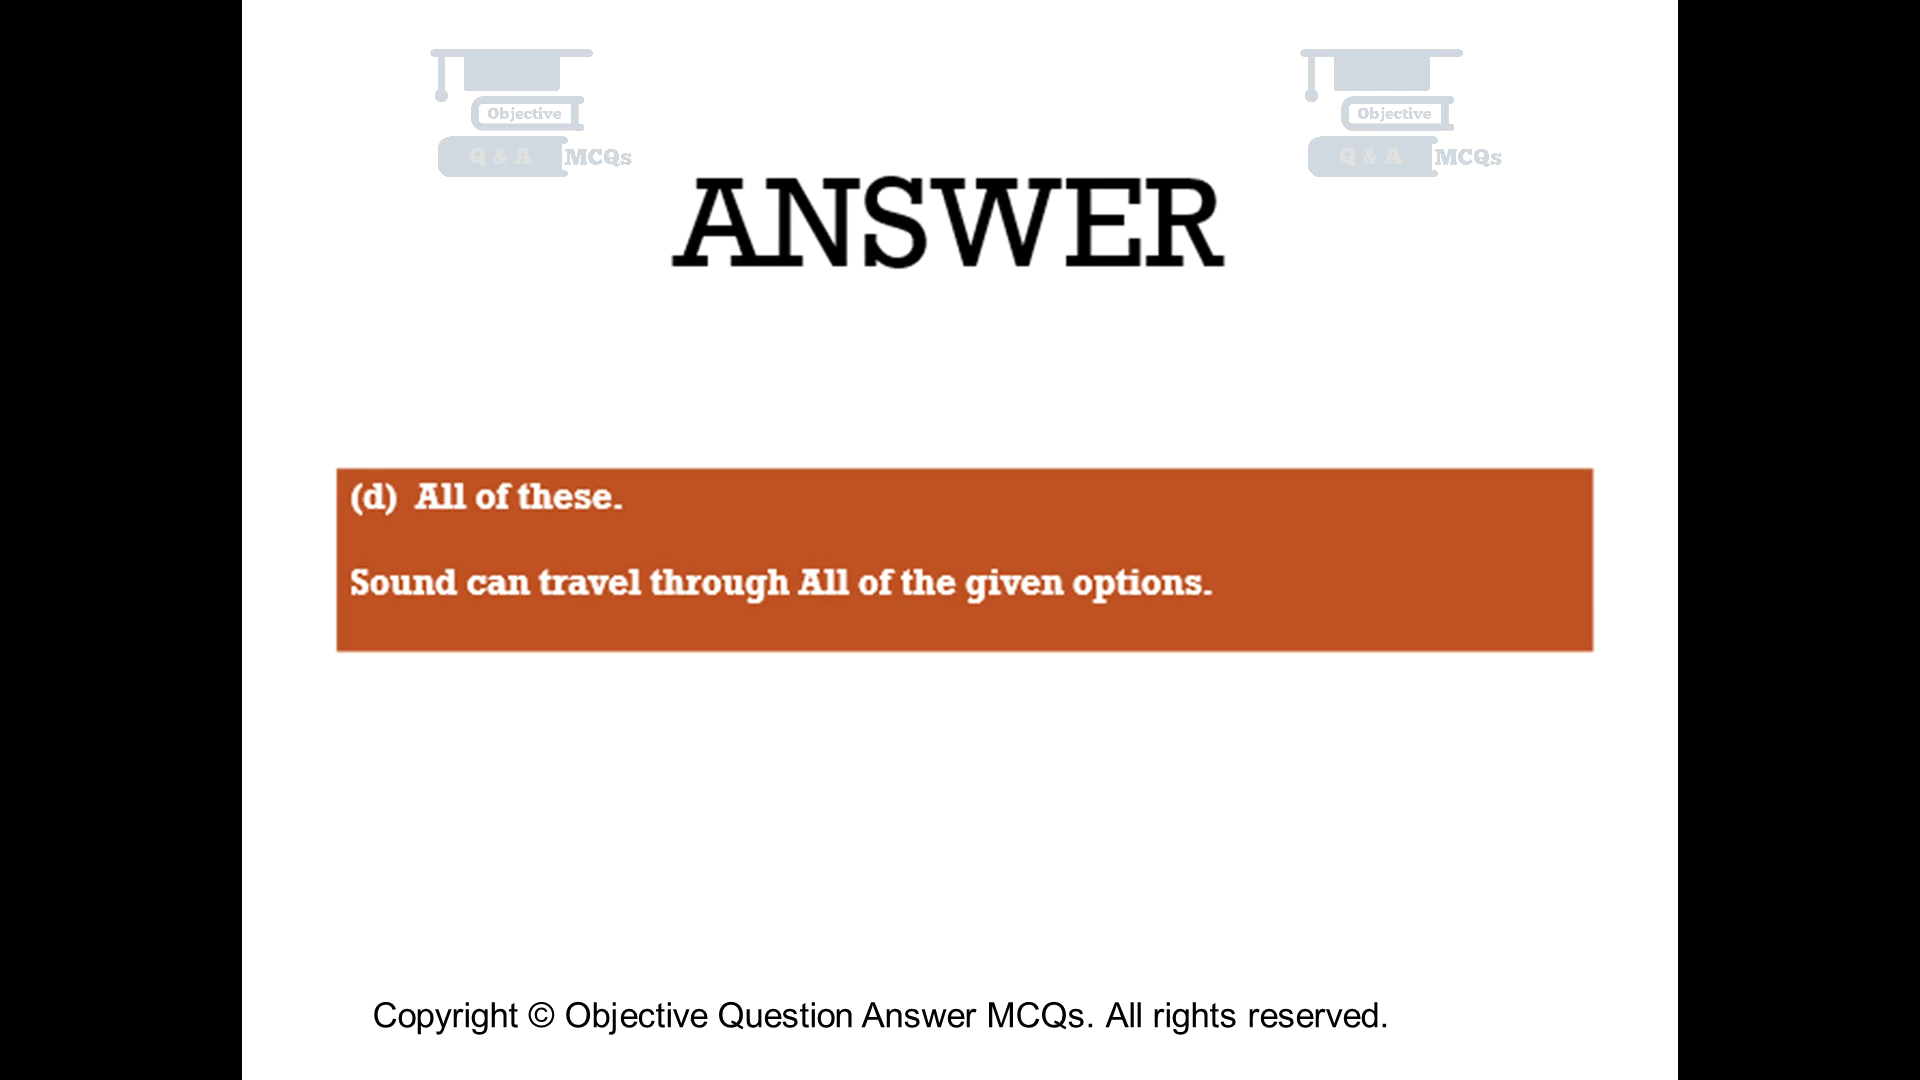 Objective
Q & A MCQs
Objective
Q & A MCQs
ANSWER
(d) All of these.
Sound can travel through All of the given options.
Copyright © Objective Question Answer MCQs. All rights reserved.